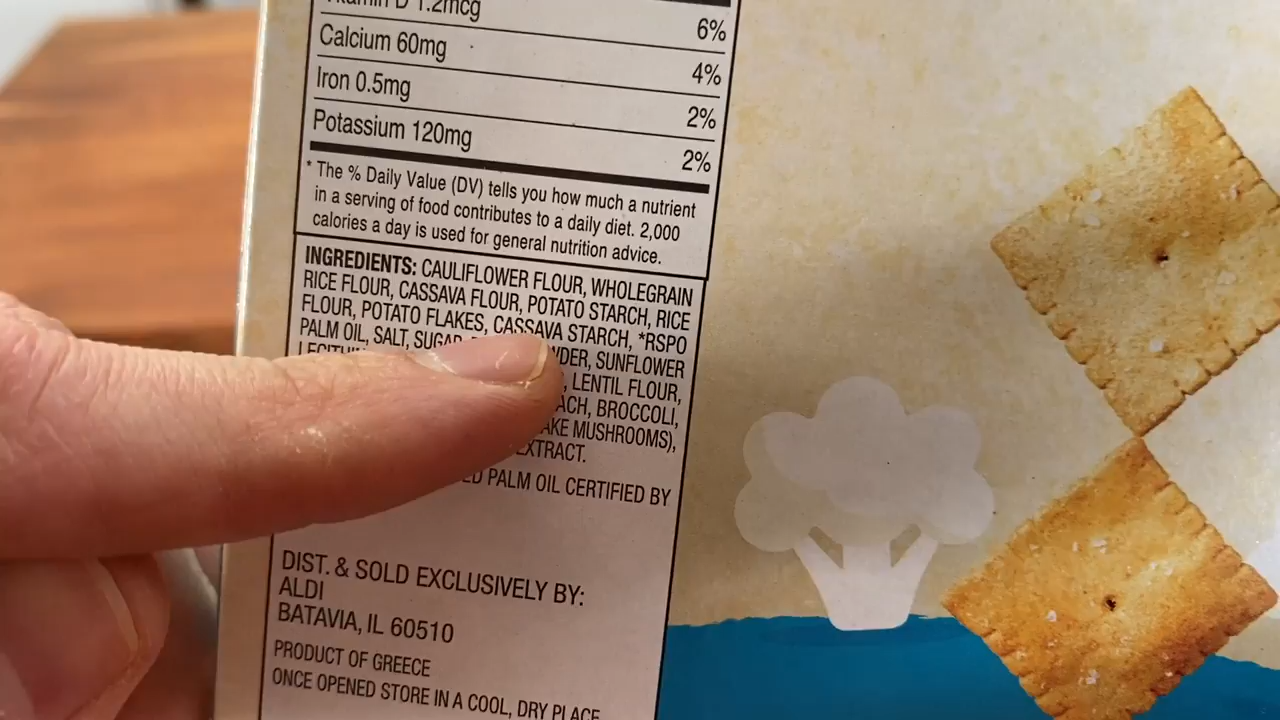 Vitamin D 1.2mcg 6%
Calcium 60mg 4%
Iron 0.5mg 2%
Potassium 120mg 2%
* The % Daily Value (DV) tells you how much a nutrient
in a serving of food contributes to a daily diet. 2,000
calories a day is used for general nutrition advice.
INGREDIENTS: CAULIFLOWER FLOUR, WHOLEGRAIN
RICE FLOUR, CASSAVA FLOUR, POTATO STARCH, RICE
FLOUR, POTATO FLAKES, CASSAVA STARCH, *RSPO
PALM OIL, SALT, SUGAR, SUNFLOWER
, LENTIL FLOUR,
BROCCOLI,
MUSHROOMS),
EXTRACT.
PALM OIL CERTIFIED BY
DIST. & SOLD EXCLUSIVELY BY:
ALDI
BATAVIA, IL 60510
PRODUCT OF GREECE
ONCE OPENED STORE IN A COOL, DRY PLACE